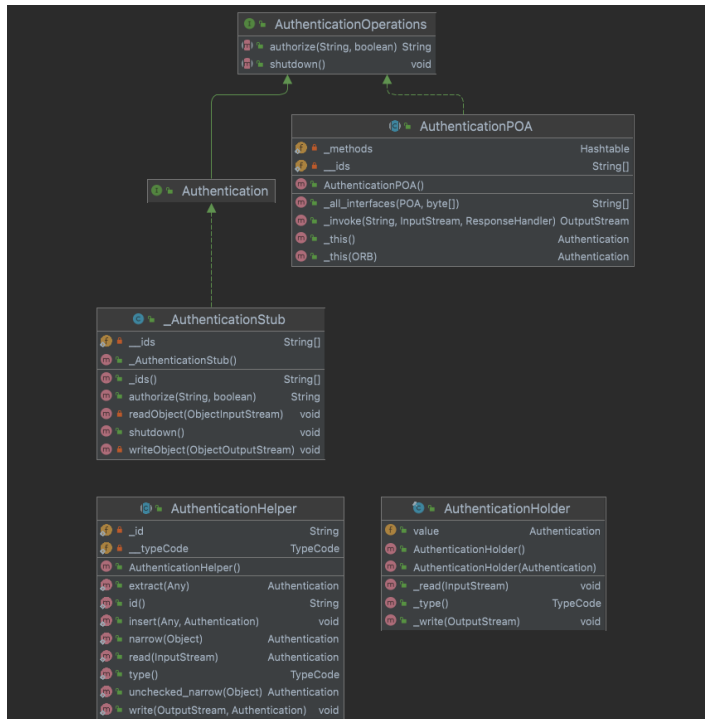 AuthenticationOperations
authorize(String, boolean) String
shutdown() void
AuthenticationPOA
_methods Hashtable
__ids String[]
AuthenticationPOA()
_all_interfaces(POA, byte[]) String[]
_invoke(String, InputStream, ResponseHandler) OutputStream
_this() Authentication
_this(ORB) Authentication
Authentication
_AuthenticationStub
__ids String[]
_AuthenticationStub()
_ids() String[]
authorize(String, boolean) String
readObject(ObjectInputStream) void
shutdown() void
writeObject(ObjectOutputStream) void
AuthenticationHelper
_id String
__typeCode TypeCode
AuthenticationHelper()
extract(Any) Authentication
id() String
insert(Any, Authentication) void
narrow(Object) Authentication
read(InputStream) Authentication
type() TypeCode
unchecked_narrow(Object) Authentication
write(OutputStream, Authentication) void
AuthenticationHolder
value Authentication
AuthenticationHolder()
AuthenticationHolder(Authentication)
_read(InputStream) void
_type() TypeCode
_write(OutputStream) void